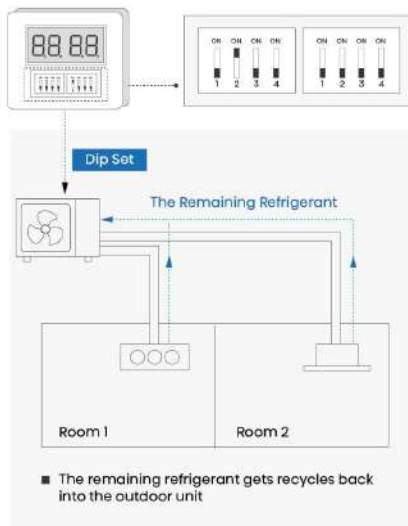 88.88
ON ON ON ON ON ON ON ON
1 2 3 4 1 2 3 4
Dip Set
The Remaining Refrigerant
Room 1 Room 2
The remaining refrigerant gets recycles back
into the outdoor unit